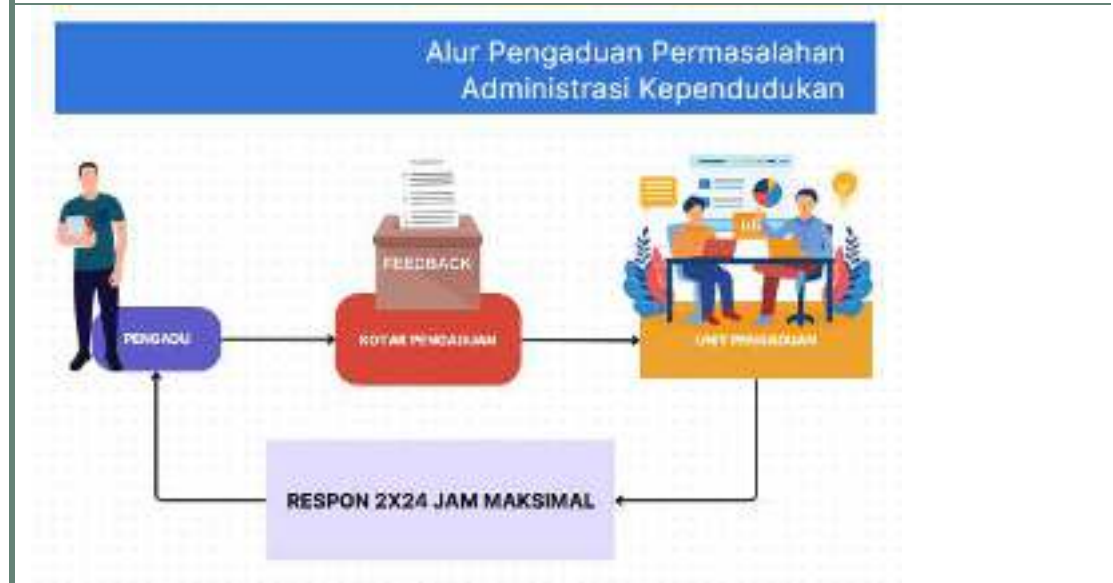 Alur Pengaduan Permasalahan
Administrasi Kependudukan
FEEDBACK
PENGADU
KOTAK PENGADUAN
UNIT PENGADUAN
RESPON 2X24 JAM MAKSIMAL